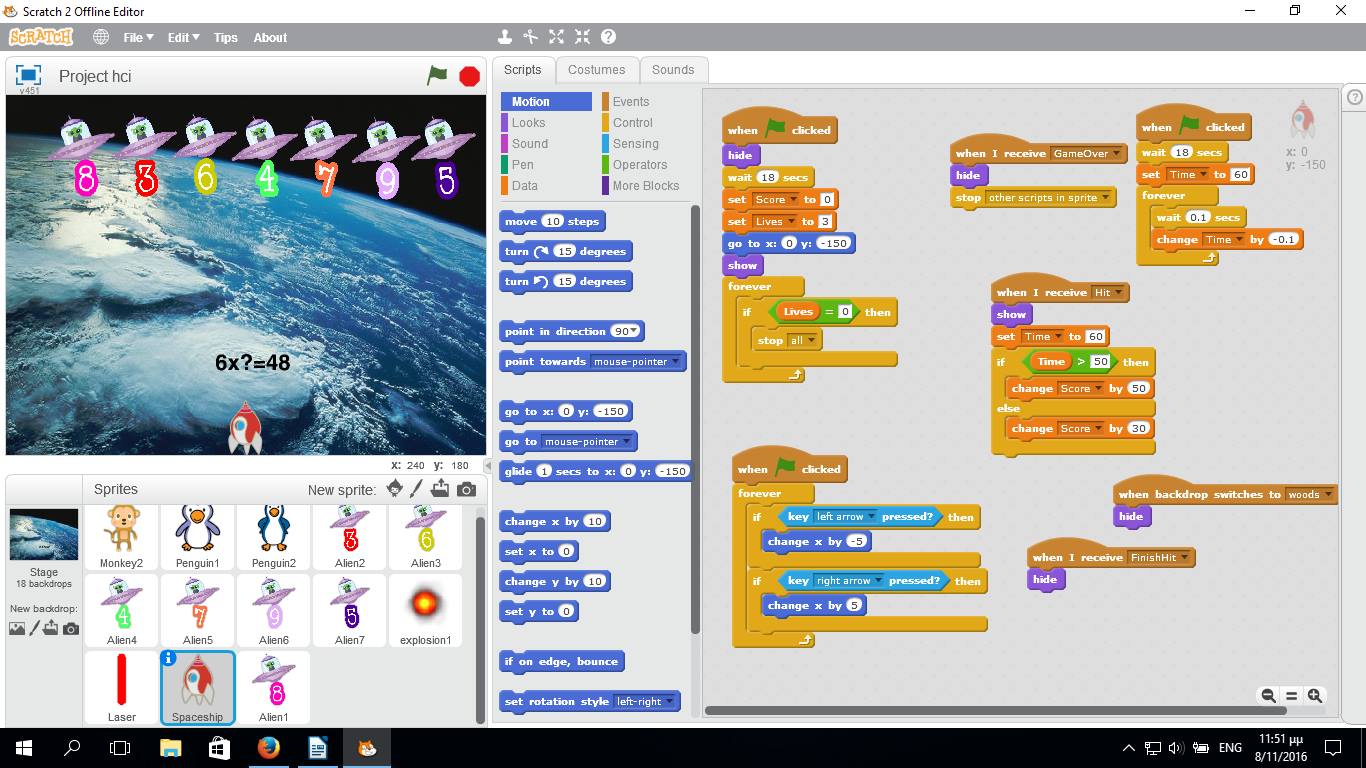 Scratch 2 Offline Editor
SCRATCH File Edit Tips About
Project hci
v451
8 3 6 4 7 9 5
6x?=48
x: 240 y: 180
Sprites New sprite:
Stage
18 backdrops
New backdrop:
Monkey2 Penguin1 Penguin2 Alien2 Alien3
3 6
Alien4 Alien5 Alien6 Alien7 explosion1
4 7 9 5
Laser Spaceship Alien1
8
Scripts Costumes Sounds
Motion Events
Looks Control
Sound Sensing
Pen Operators
Data More Blocks
move 10 steps
turn 15 degrees
turn 15 degrees
point in direction 90
point towards mouse-pointer
go to x: 0 y: -150
go to mouse-pointer
glide 1 secs to x: 0 y: -150
change x by 10
set x to 0
change y by 10
set y to 0
if on edge, bounce
set rotation style left-right
when clicked
hide
wait 18 secs
set Score to 0
set Lives to 3
go to x: 0 y: -150
show
forever
if Lives = 0 then
stop all
when I receive GameOver
hide
stop other scripts in sprite
when clicked
wait 18 secs
set Time to 60
forever
wait 0.1 secs
change Time by -0.1
x: 0
y: -150
when I receive Hit
show
set Time to 60
if Time > 50 then
change Score by 50
else
change Score by 30
when clicked
forever
if key left arrow pressed? then
change x by -5
if key right arrow pressed? then
change x by 5
when backdrop switches to woods
hide
when I receive FinishHit
hide
ENG
11:51 μμ
8/11/2016